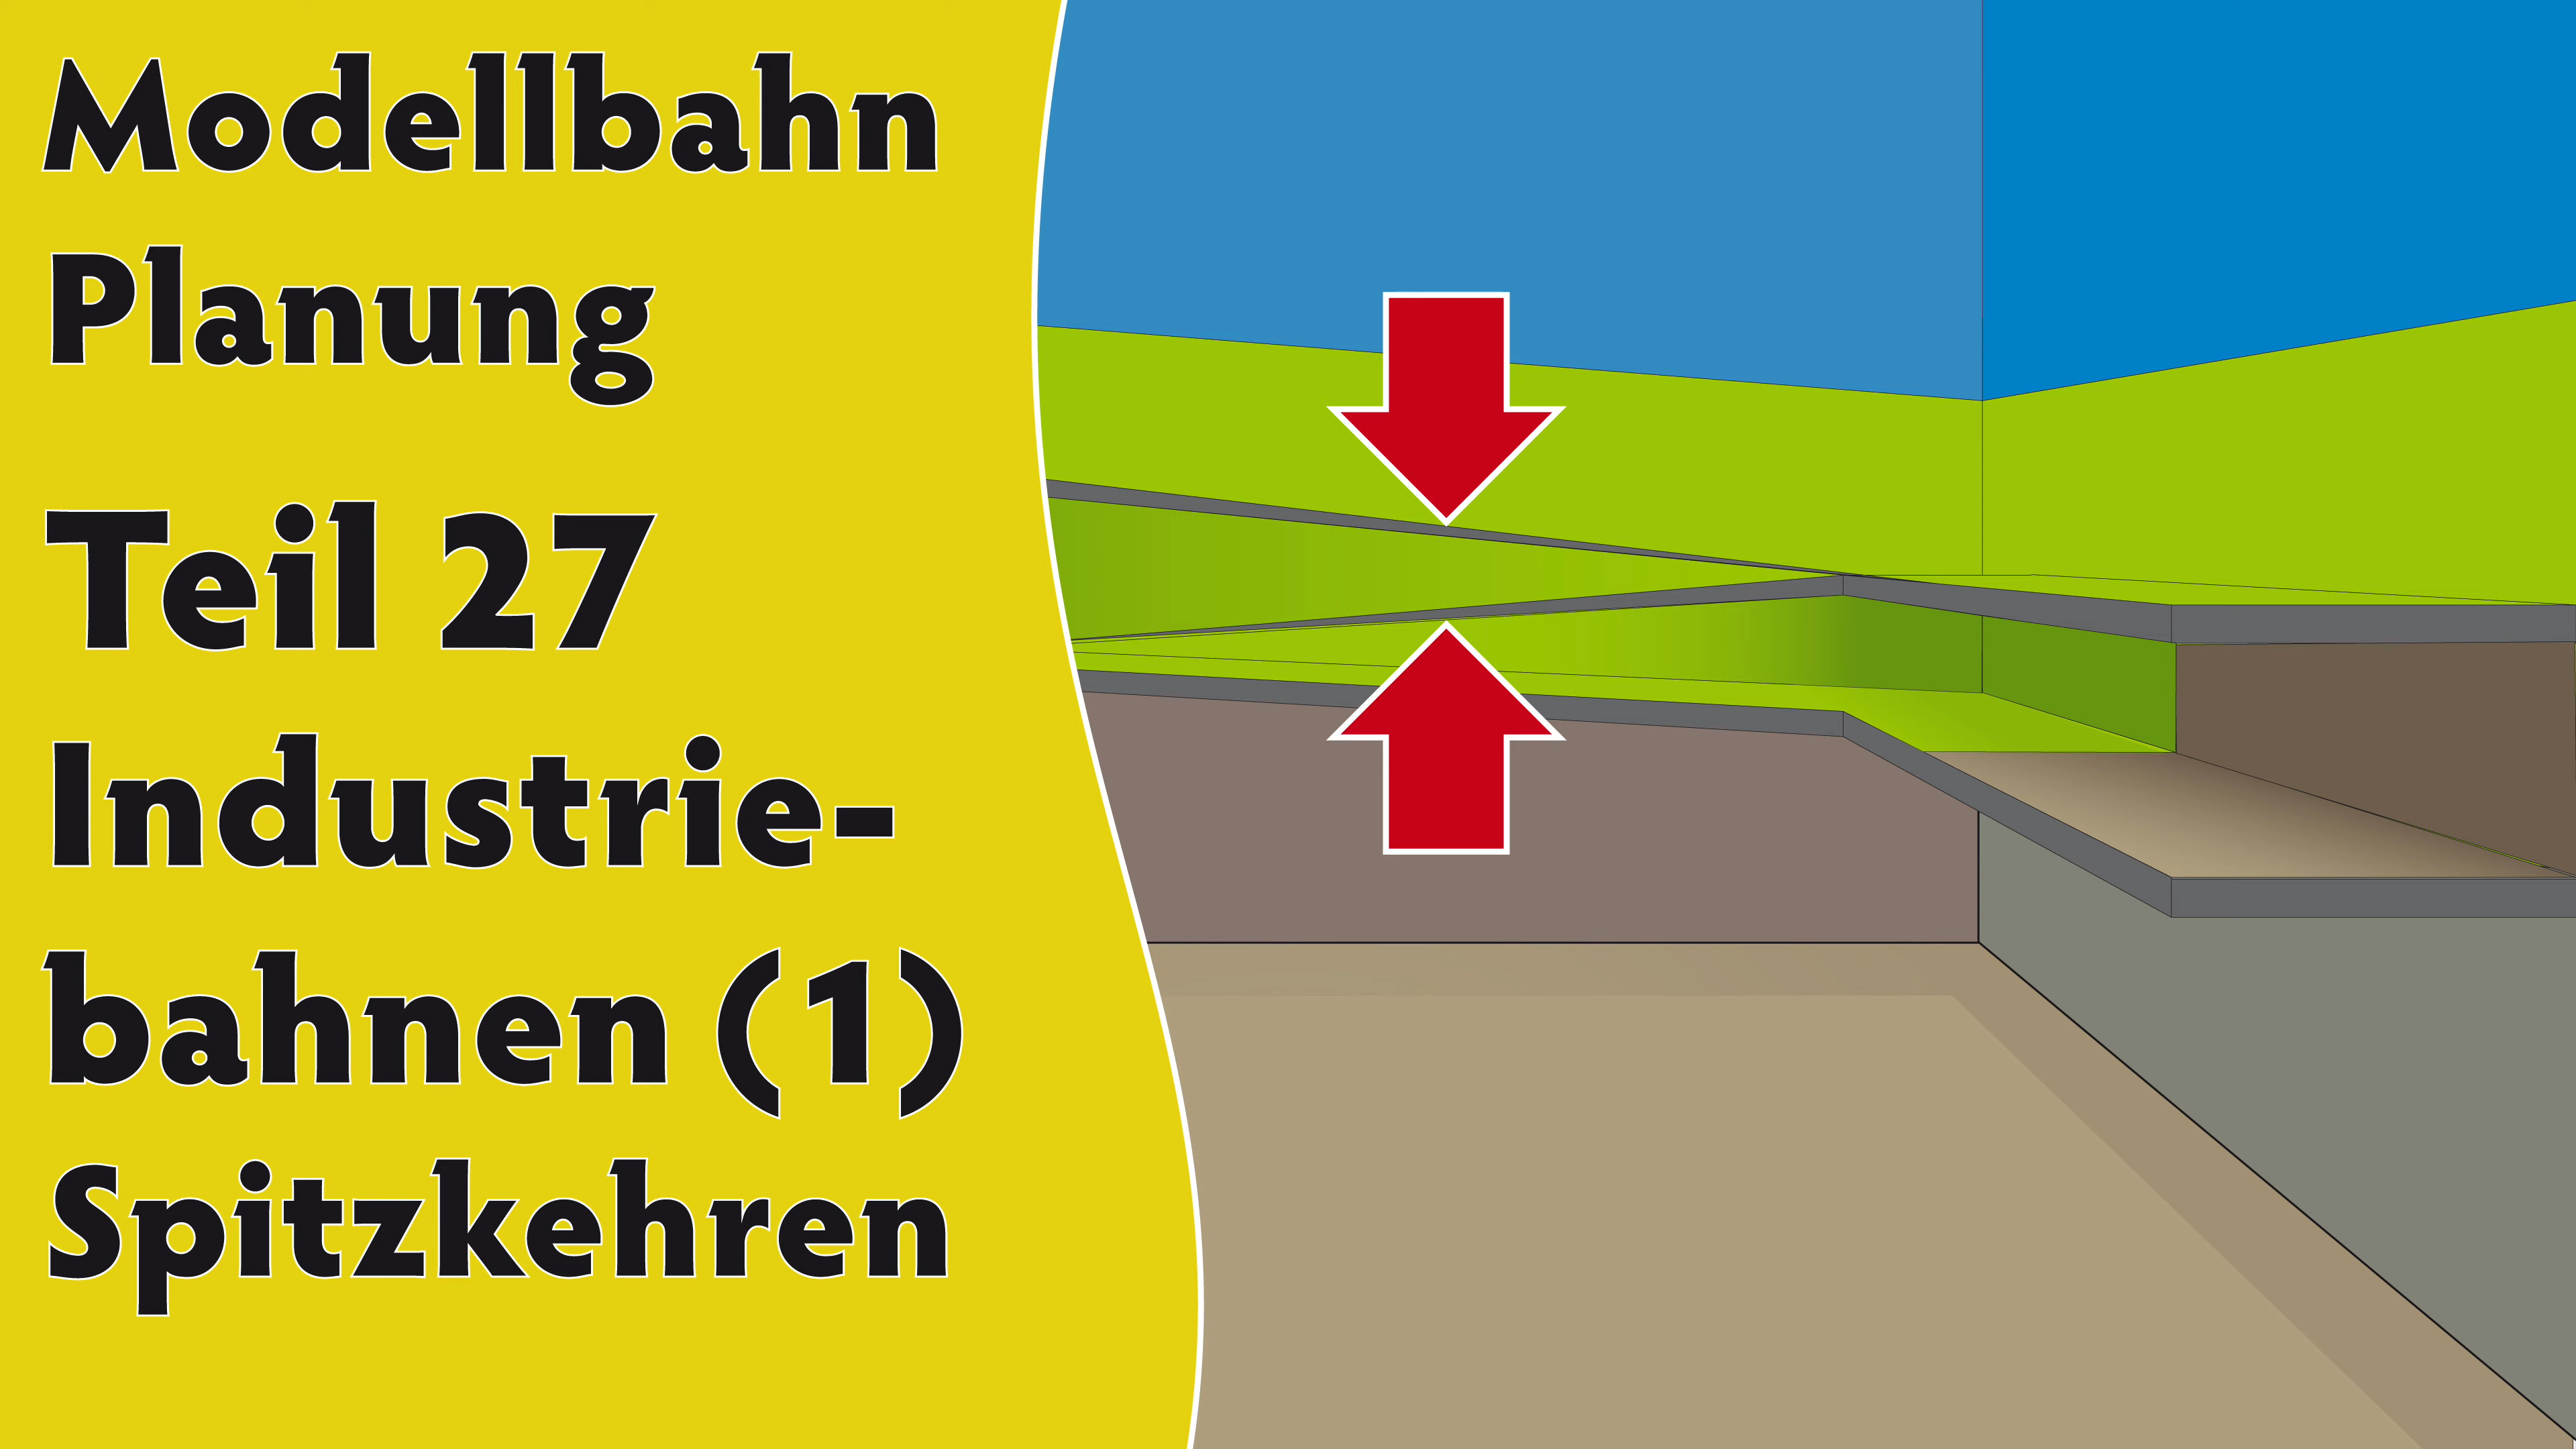 Modellbahn
Planung
Teil 27
Industrie-
bahnen (1)
Spitzkehren